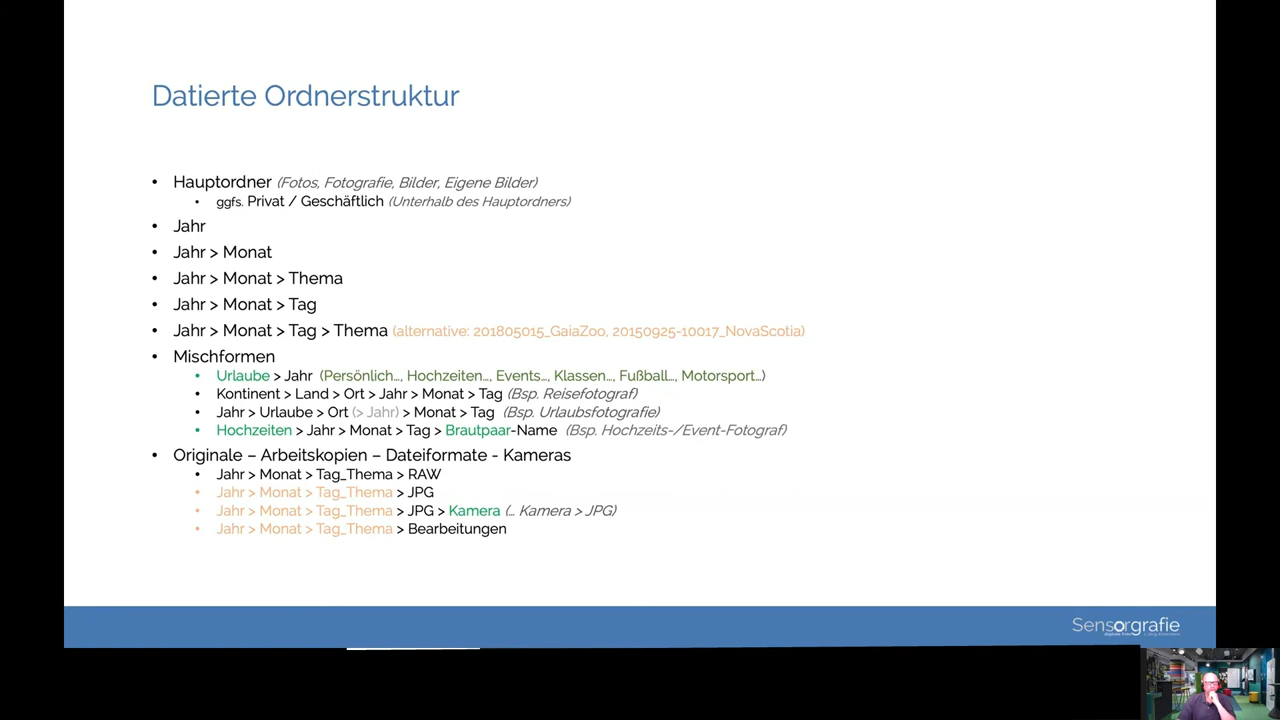 Datierte Ordnerstruktur
• Hauptordner (Fotos, Fotografie, Bilder, Eigene Bilder)
• ggfs. Privat / Geschäftlich (Unterhalb des Hauptordners)
• Jahr
• Jahr > Monat
• Jahr > Monat > Thema
• Jahr > Monat > Tag
• Jahr > Monat > Tag > Thema (alternative: 201805015_GaiaZoo, 20150925-10017_NovaScotia)
• Mischformen
• Urlaube > Jahr (Persönlich…, Hochzeiten…, Events…, Klassen…, Fußball…, Motorsport…)
• Kontinent > Land > Ort > Jahr > Monat > Tag (Bsp. Reisefotograf)
• Jahr > Urlaube > Ort (> Jahr) > Monat > Tag (Bsp. Urlaubsfotografie)
• Hochzeiten > Jahr > Monat > Tag > Brautpaar-Name (Bsp. Hochzeits-/Event-Fotograf)
• Originale – Arbeitskopien – Dateiformate - Kameras
• Jahr > Monat > Tag_Thema > RAW
• Jahr > Monat > Tag_Thema > JPG
• Jahr > Monat > Tag_Thema > JPG > Kamera (… Kamera > JPG)
• Jahr > Monat > Tag_Thema > Bearbeitungen
Sensorgrafie